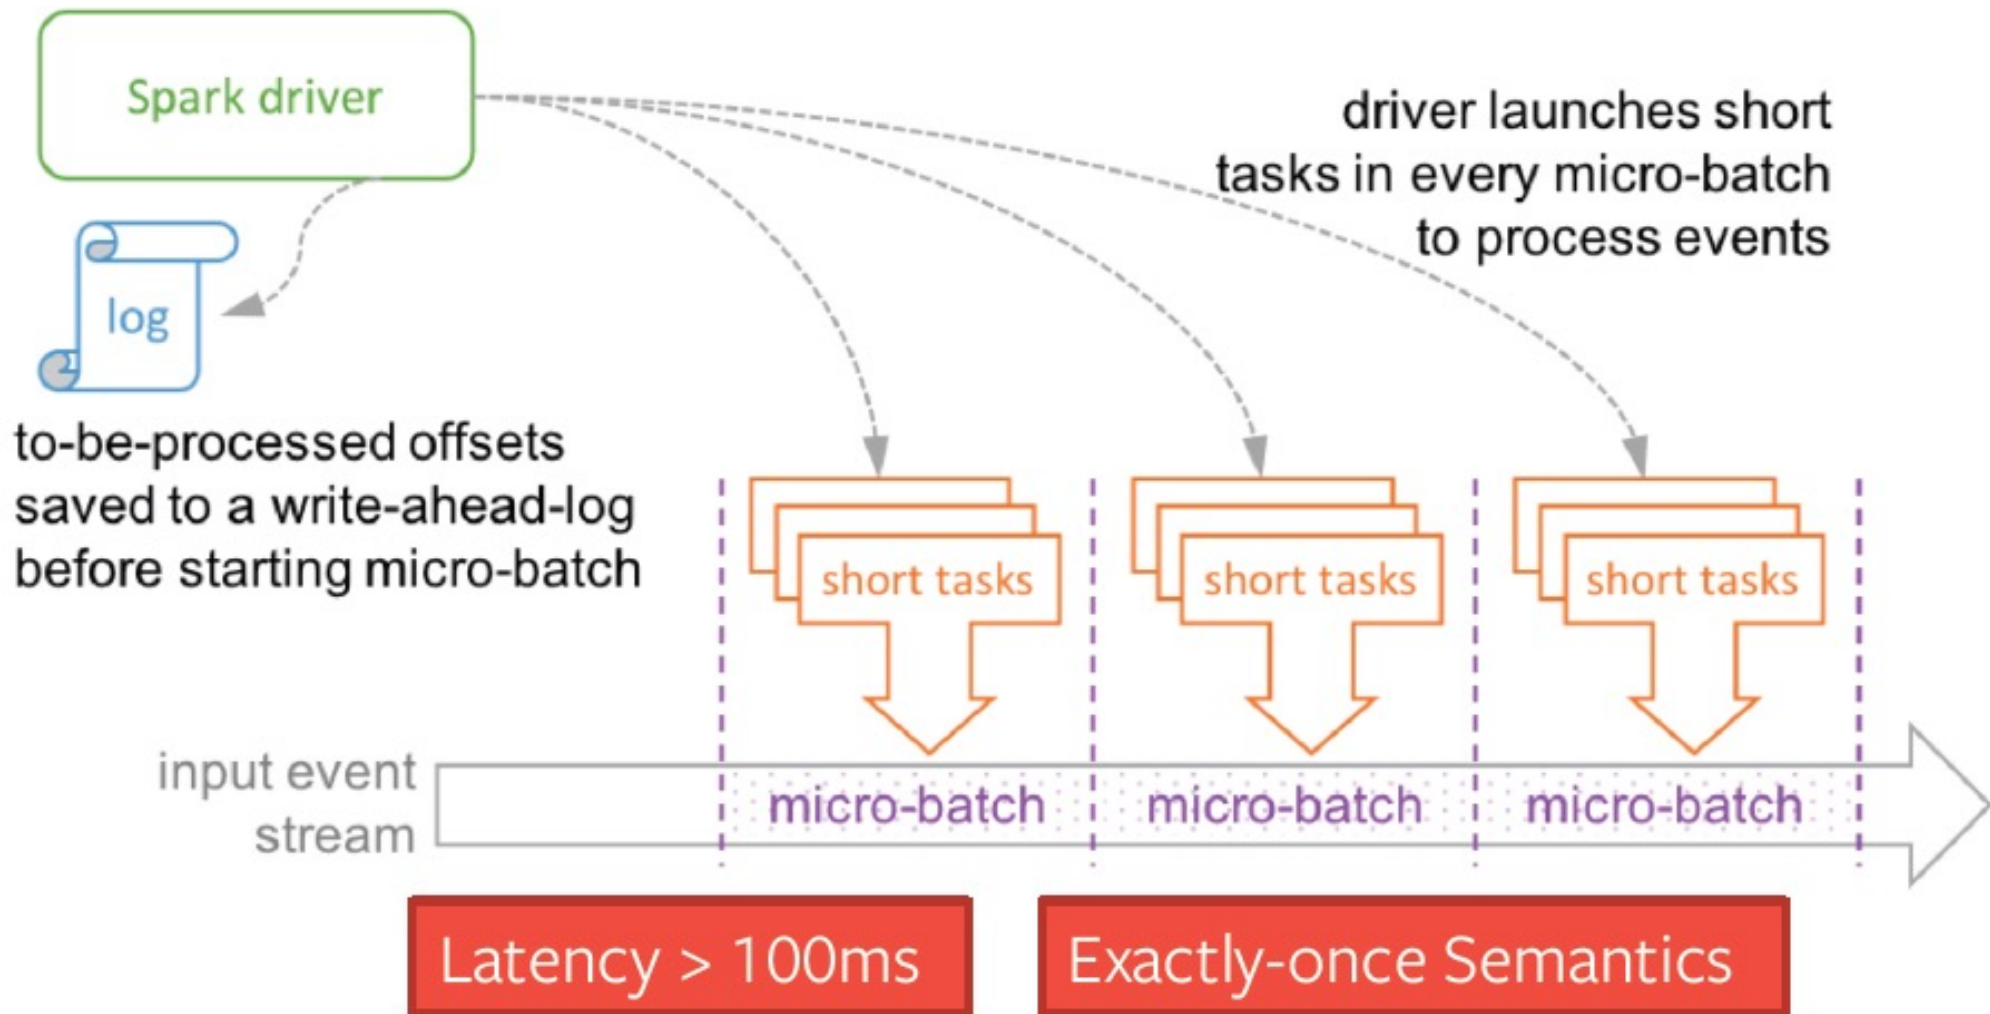 Spark driver
driver launches short
tasks in every micro-batch
to process events
log
to-be-processed offsets
saved to a write-ahead-log
before starting micro-batch
short tasks
short tasks
short tasks
input event
stream
micro-batch
micro-batch
micro-batch
Latency > 100ms
Exactly-once Semantics